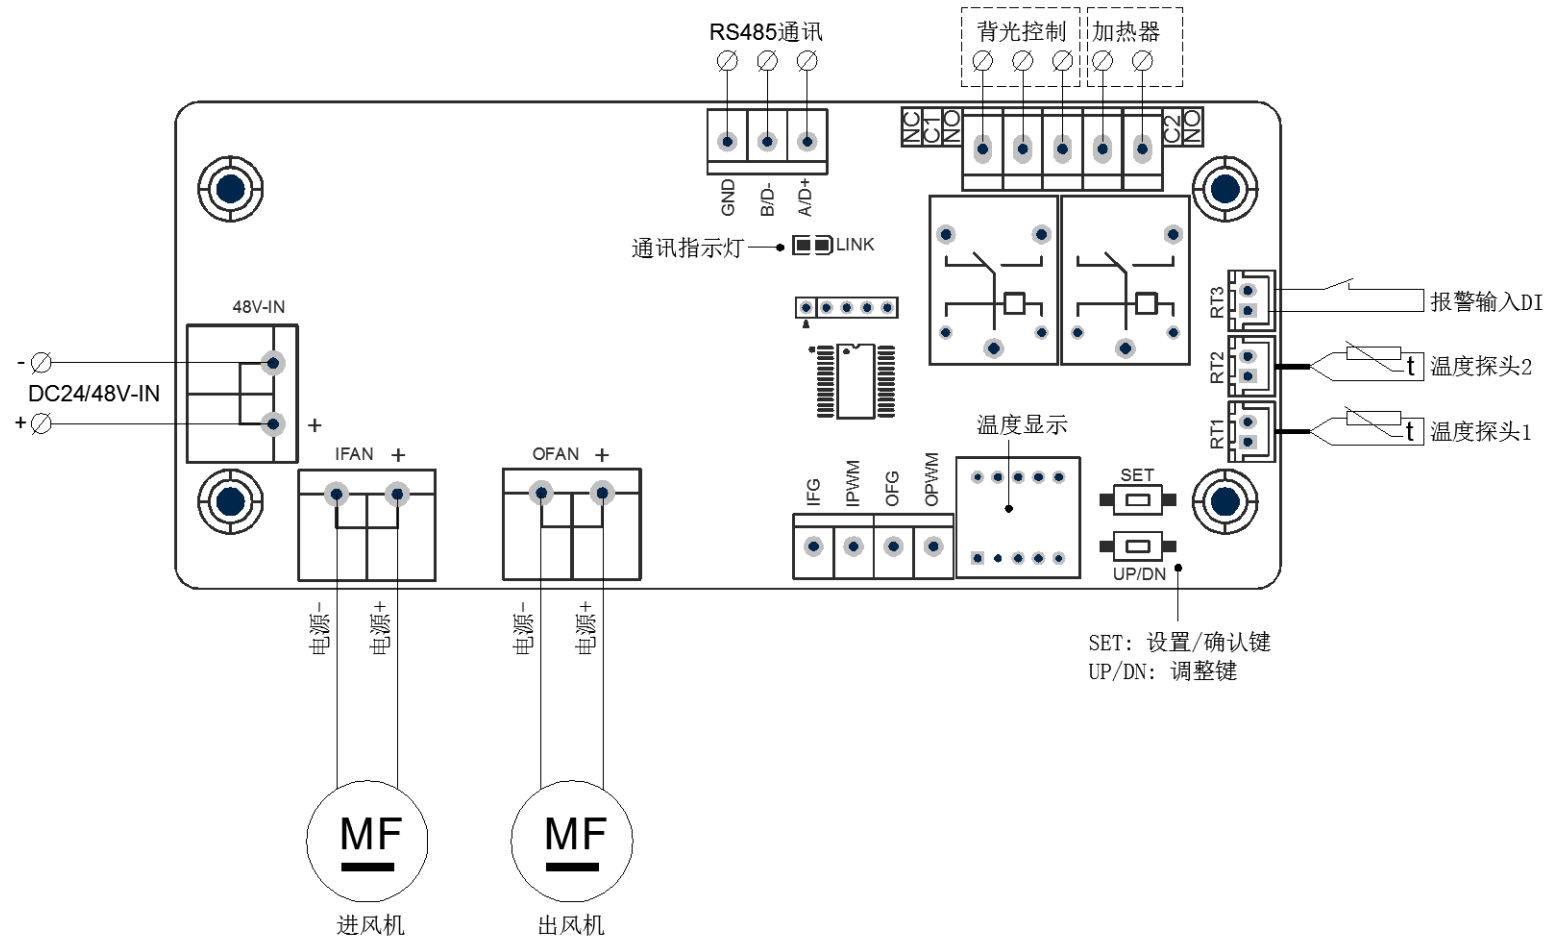 RS485通讯
背光控制
加热器
NC
C1
NO
C2
NO
GND
B/D-
A/D+
通讯指示灯
LINK
RT3
报警输入DI
48V-IN
-
DC24/48V-IN
+
+
RT2
t
温度探头2
RT1
t
温度探头1
温度显示
IFAN +
OFAN +
IFG
IPWM
OFG
OPWM
SET
UP/DN
电源-
电源+
电源-
电源+
SET: 设置/确认键
UP/DN: 调整键
MF
MF
进风机
出风机